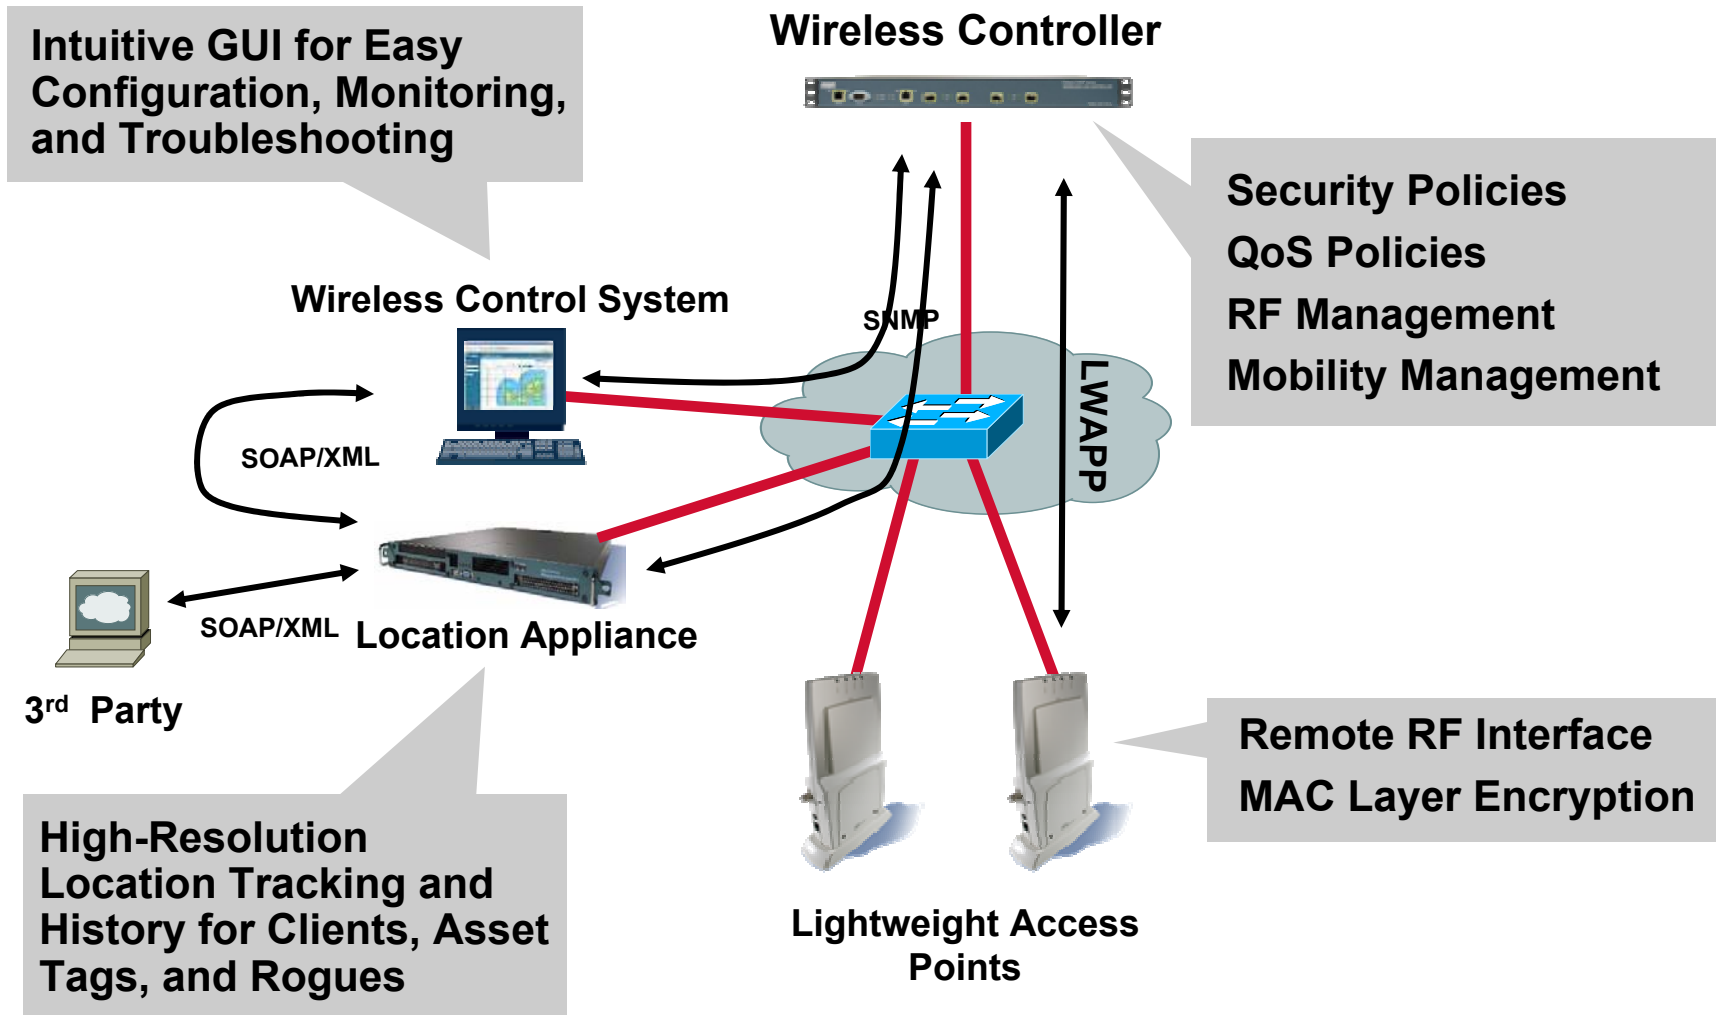 Intuitive GUI for Easy
Configuration, Monitoring,
and Troubleshooting
Wireless Controller
Security Policies
QoS Policies
RF Management
Mobility Management
Wireless Control System
SNMP
LWAPP
SOAP/XML
SOAP/XML
Location Appliance
3rd Party
Remote RF Interface
MAC Layer Encryption
High-Resolution
Location Tracking and
History for Clients, Asset
Tags, and Rogues
Lightweight Access
Points